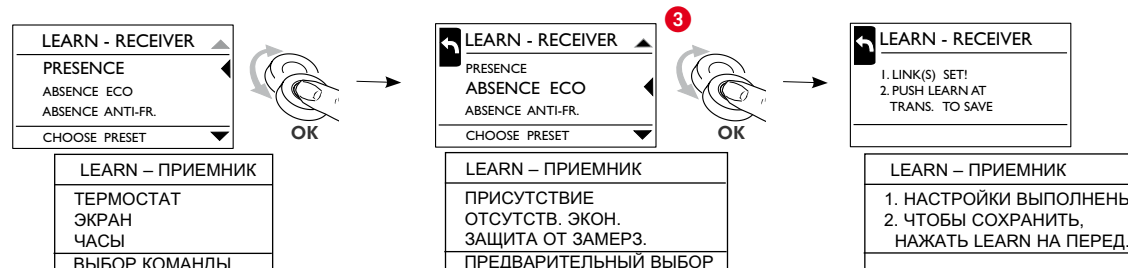 3
LEARN - RECEIVER
PRESENCE
ABSENCE ECO
ABSENCE ANTI-FR.
CHOOSE PRESET
OK
LEARN - RECEIVER
PRESENCE
ABSENCE ECO
ABSENCE ANTI-FR.
CHOOSE PRESET
OK
LEARN - RECEIVER
1. LINK(S) SET!
2. PUSH LEARN AT
TRANS. TO SAVE
LEARN – ПРИЕМНИК
ТЕРМОСТАТ
ЭКРАН
ЧАСЫ
ВЫБОР КОМАНДЫ
LEARN – ПРИЕМНИК
ПРИСУТСТВИЕ
ОТСУТСТВ. ЭКОН.
ЗАЩИТА ОТ ЗАМЕРЗ.
ПРЕДВАРИТЕЛЬНЫЙ ВЫБОР
LEARN – ПРИЕМНИК
1. НАСТРОЙКИ ВЫПОЛНЕНЫ
2. ЧТОБЫ СОХРАНИТЬ,
НАЖАТЬ LEARN НА ПЕРЕД.